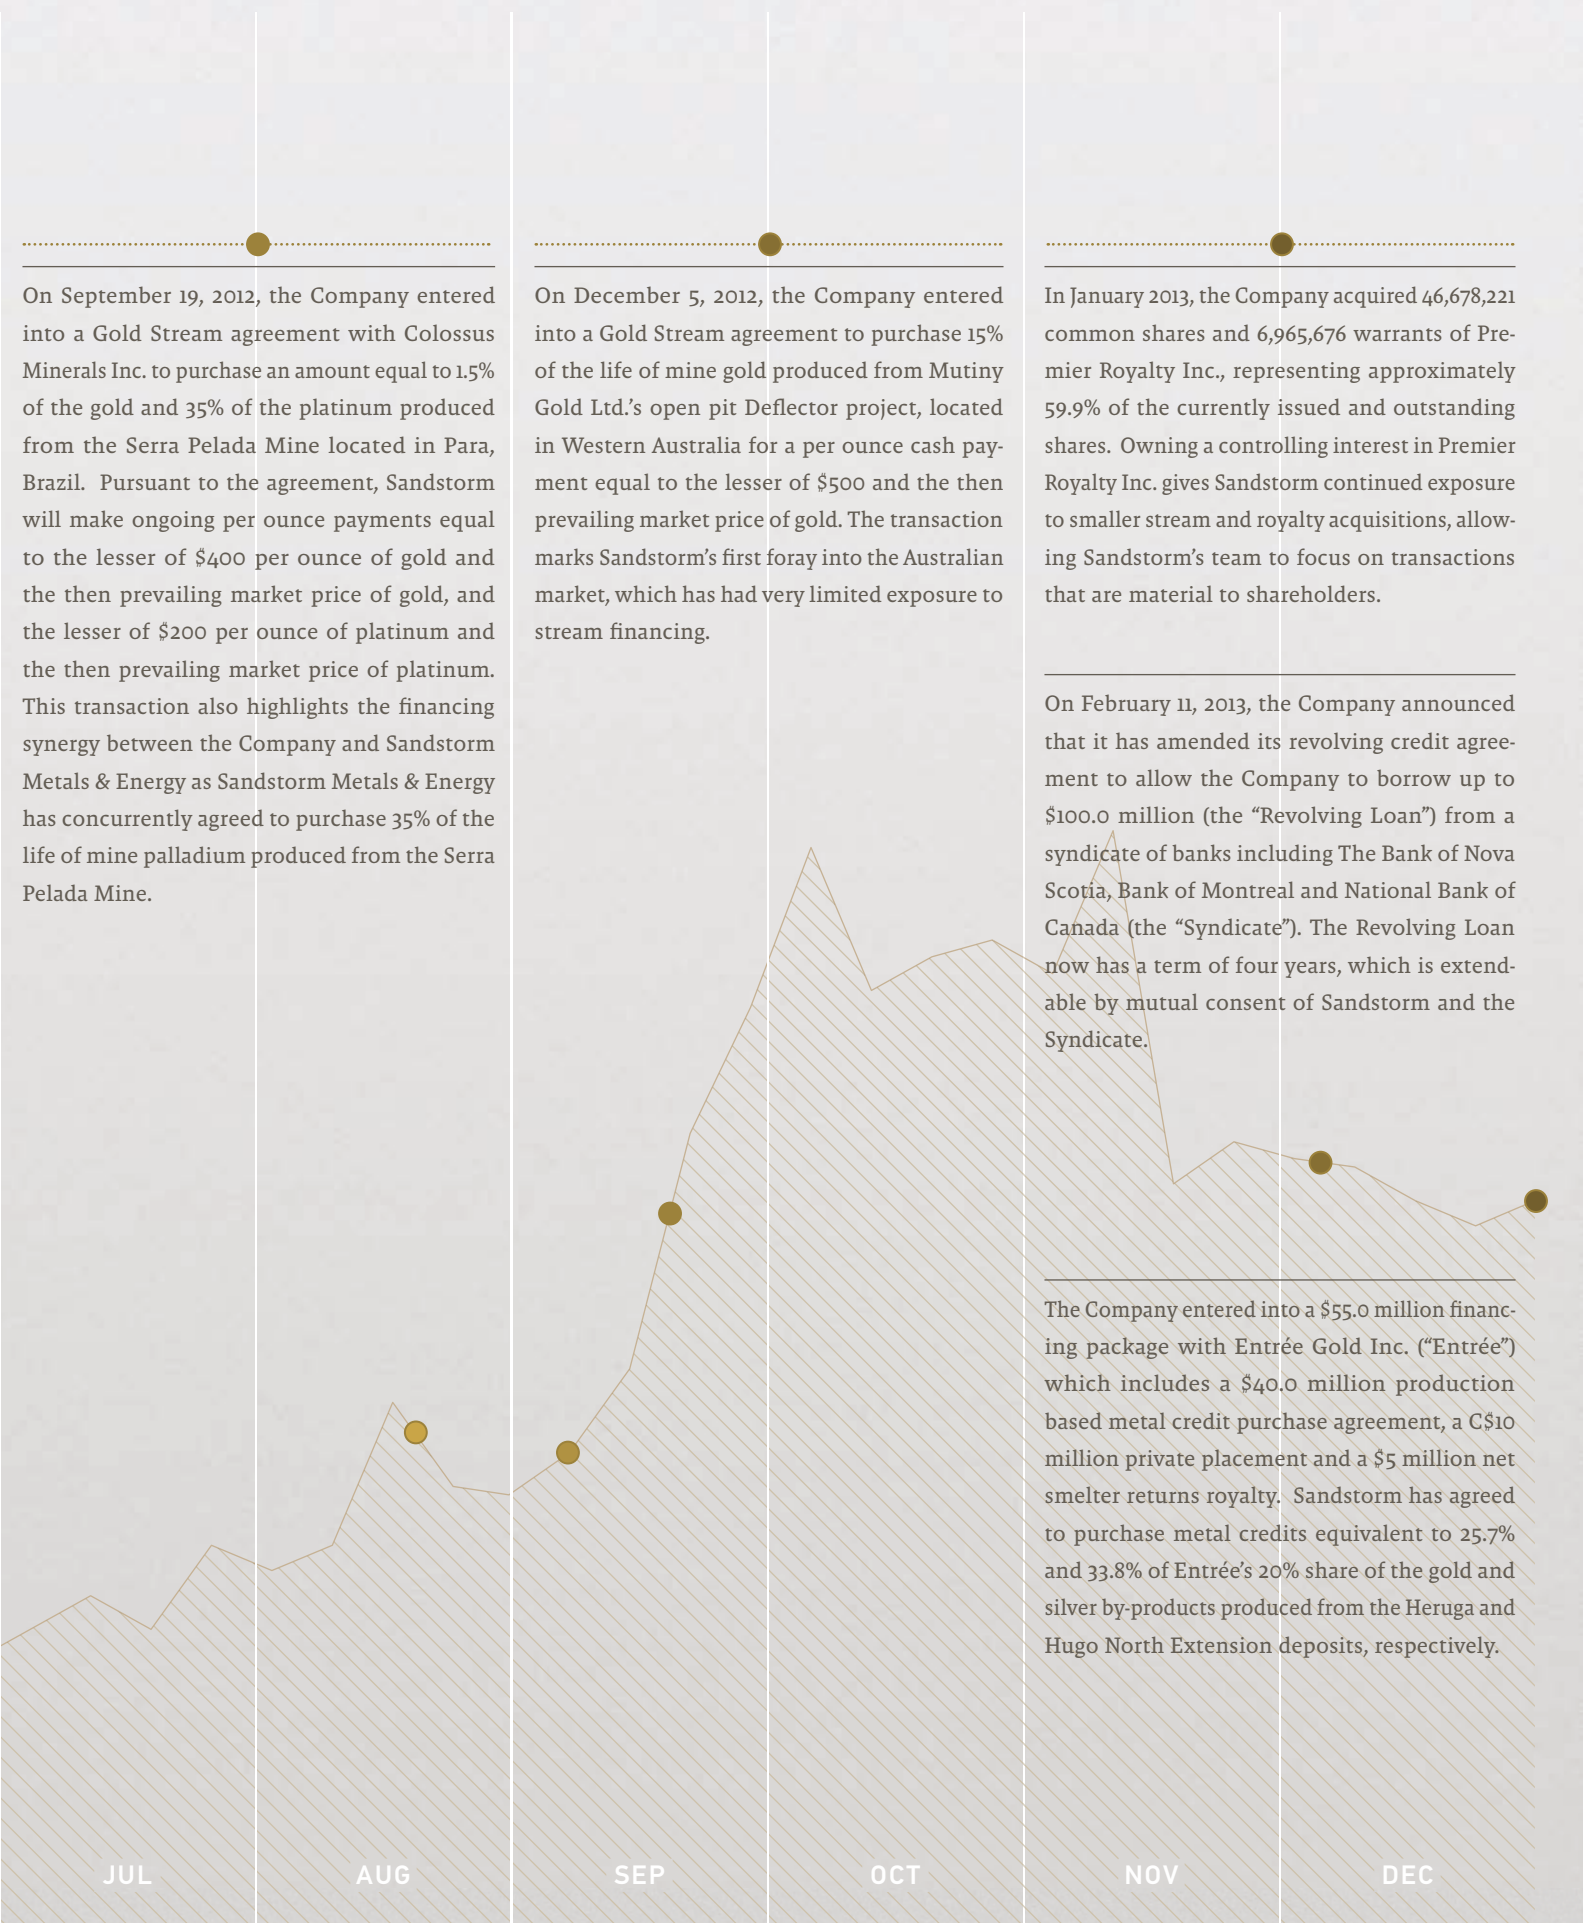 On September 19, 2012, the Company entered
into a Gold Stream agreement with Colossus
Minerals Inc. to purchase an amount equal to 1.5%
of the gold and 35% of the platinum produced
from the Serra Pelada Mine located in Para,
Brazil. Pursuant to the agreement, Sandstorm
will make ongoing per ounce payments equal
to the lesser of $400 per ounce of gold and
the then prevailing market price of gold, and
the lesser of $200 per ounce of platinum and
the then prevailing market price of platinum.
This transaction also highlights the financing
synergy between the Company and Sandstorm
Metals & Energy as Sandstorm Metals & Energy
has concurrently agreed to purchase 35% of the
life of mine palladium produced from the Serra
Pelada Mine.
On December 5, 2012, the Company entered
into a Gold Stream agreement to purchase 15%
of the life of mine gold produced from Mutiny
Gold Ltd.’s open pit Deflector project, located
in Western Australia for a per ounce cash pay-
ment equal to the lesser of $500 and the then
prevailing market price of gold. The transaction
marks Sandstorm’s first foray into the Australian
market, which has had very limited exposure to
stream financing.
In January 2013, the Company acquired 46,678,221
common shares and 6,965,676 warrants of Pre-
mier Royalty Inc., representing approximately
59.9% of the currently issued and outstanding
shares. Owning a controlling interest in Premier
Royalty Inc. gives Sandstorm continued exposure
to smaller stream and royalty acquisitions, allow-
ing Sandstorm’s team to focus on transactions
that are material to shareholders.
On February 11, 2013, the Company announced
that it has amended its revolving credit agree-
ment to allow the Company to borrow up to
$100.0 million (the “Revolving Loan”) from a
syndicate of banks including The Bank of Nova
Scotia, Bank of Montreal and National Bank of
Canada (the “Syndicate”). The Revolving Loan
now has a term of four years, which is extend-
able by mutual consent of Sandstorm and the
Syndicate.
The Company entered into a $55.0 million financ-
ing package with Entrée Gold Inc. (“Entrée”)
which includes a $40.0 million production
based metal credit purchase agreement, a C$10
million private placement and a $5 million net
smelter returns royalty. Sandstorm has agreed
to purchase metal credits equivalent to 25.7%
and 33.8% of Entrée’s 20% share of the gold and
silver by-products produced from the Heruga and
Hugo North Extension deposits, respectively.
JUL AUG SEP OCT NOV DEC